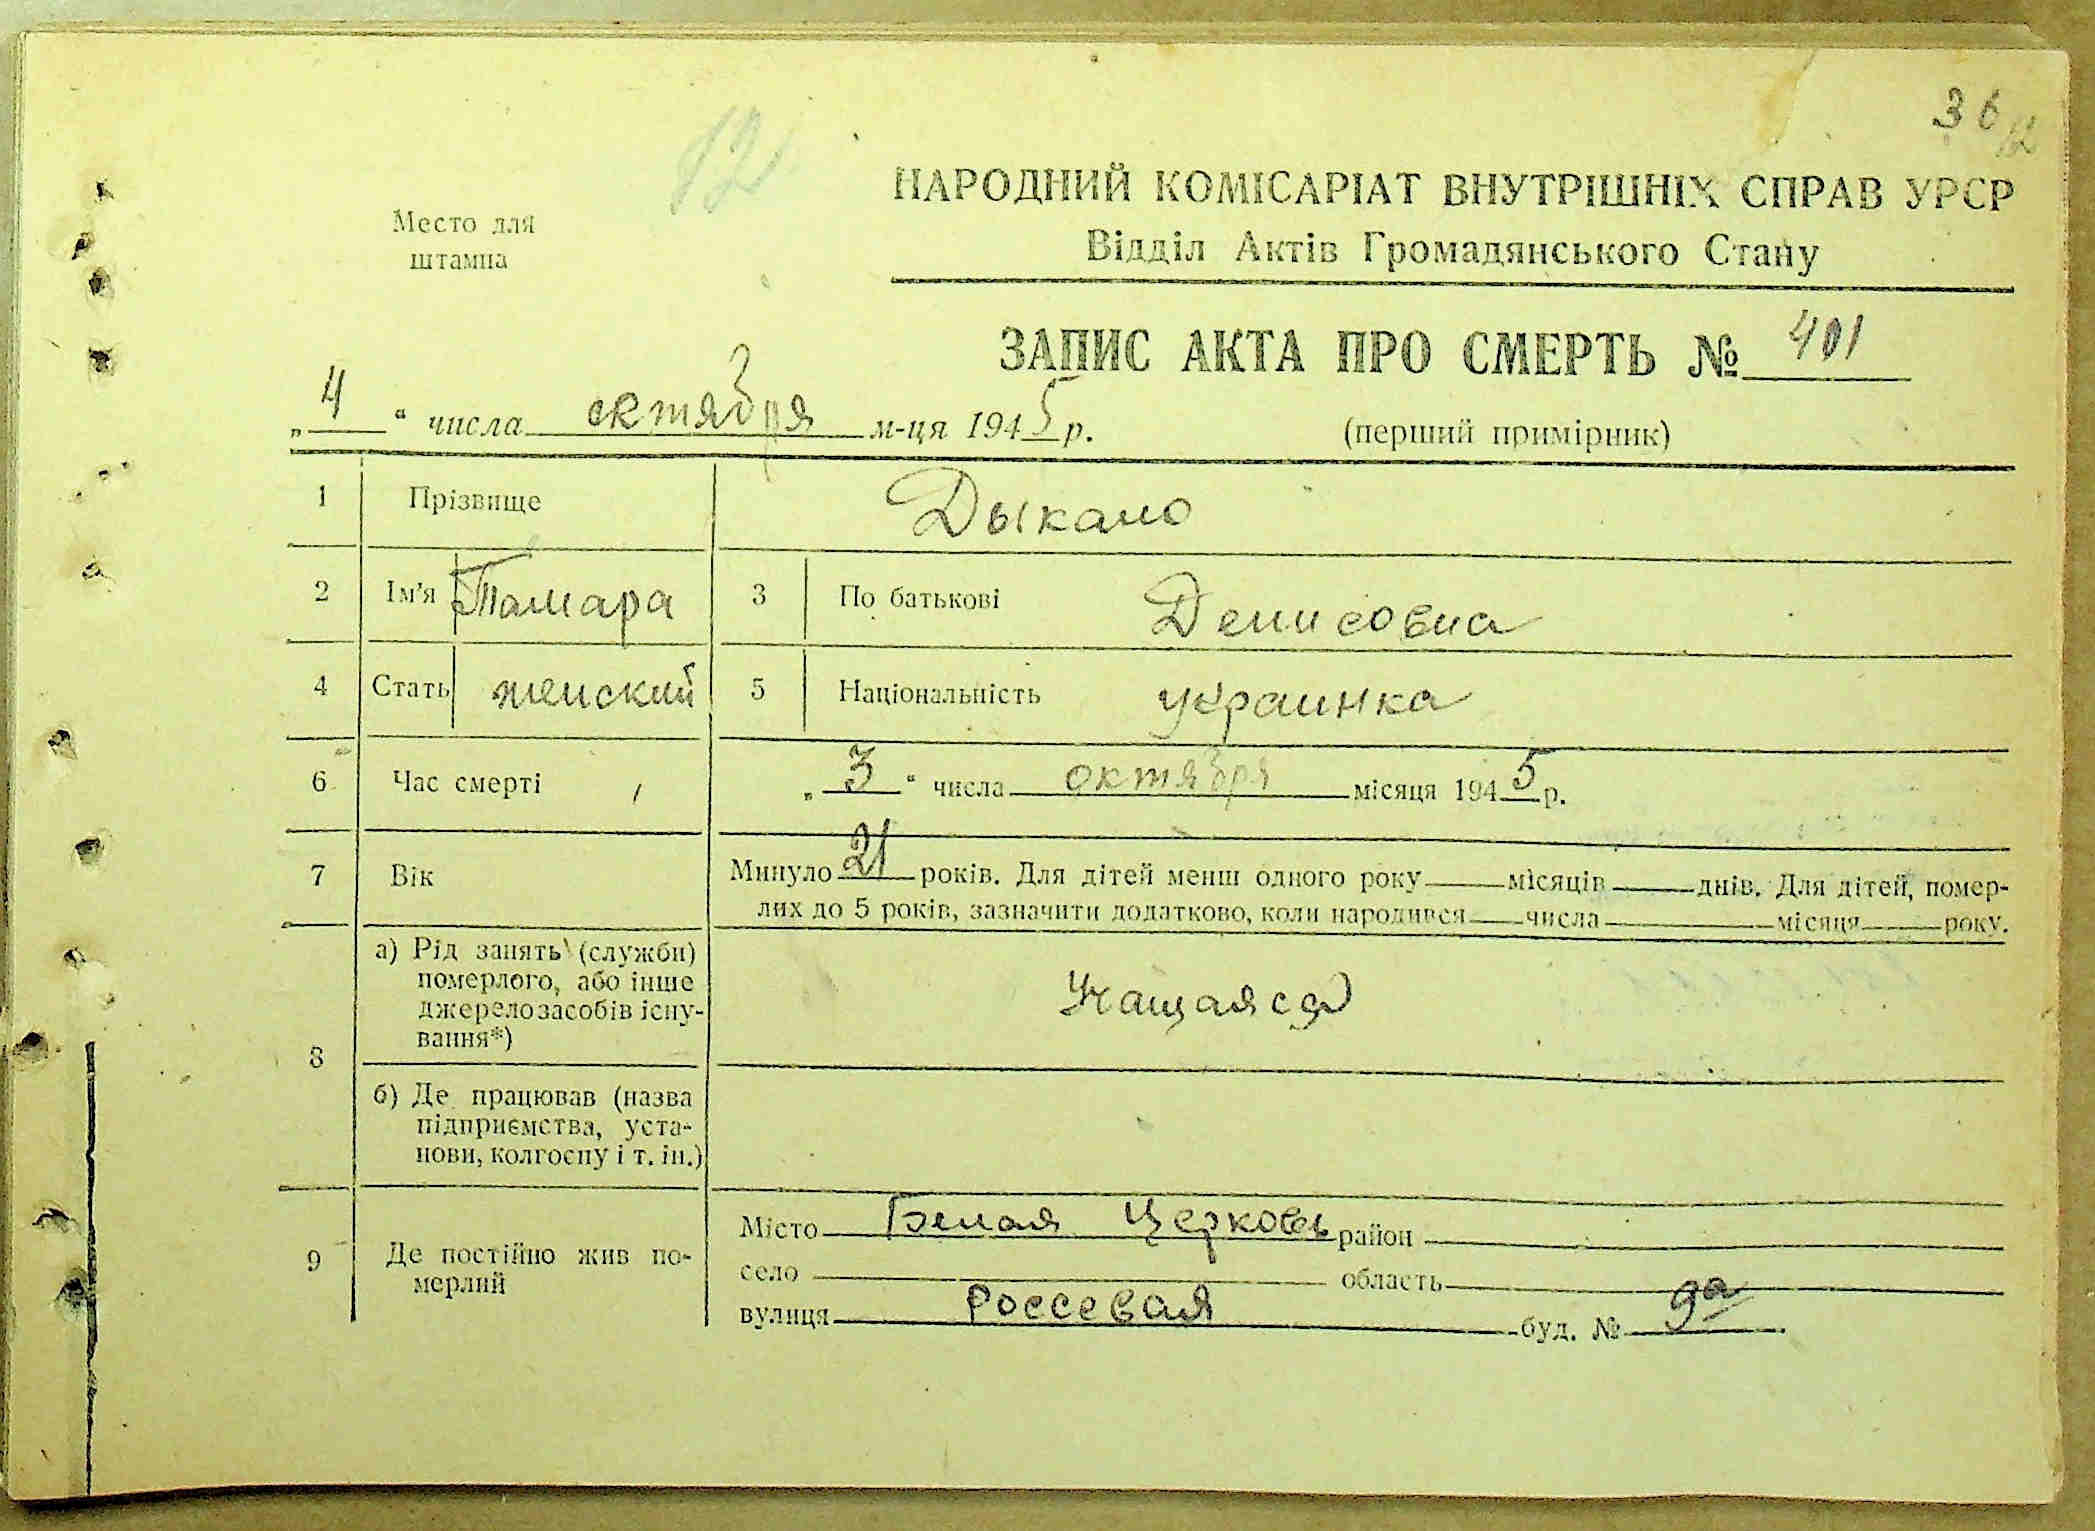 36
12
12
Место для
штампа
НАРОДНИЙ КОМІСАРІАТ ВНУТРІШНІХ СПРАВ УРСР
Відділ Актів Громадянського Стану
ЗАПИС АКТА ПРО СМЕРТЬ № 401
„4“ числа октября м-ця 1945 р.
(перший примірник)
1 Прізвище Дыкало
2 Ім'я Тамара 3 По батькові Денисовна
4 Стать женский 5 Національність украинка
6 Час смерті „3“ числа октября місяця 1945 р.
7 Вік Минуло 21 років. Для дітей менш одного року місяців днів. Для дітей, помер-
лих до 5 років, зазначити додатково, коли народився числа місяця року.
8
а) Рід занять (служби)
померлого, або інше
джерело засобів існу-
вання*)
Учащаяся
б) Де працював (назва
підприємства, уста-
нови, колгоспу і т. ін.)
9 Де постійно жив по-
мерлий
Місто Белая Церковь район
село область
вулиця Россевая буд. № 9а